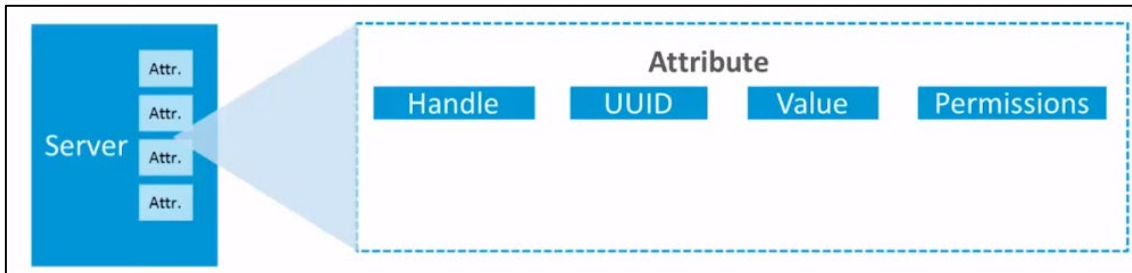 Server
Attr.
Attr.
Attr.
Attr.
Attribute
Handle UUID Value Permissions